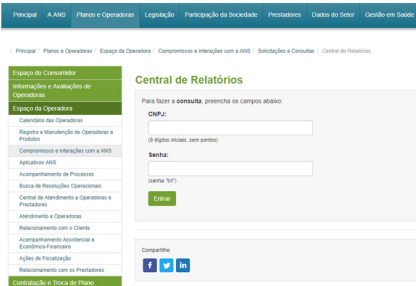 Principal A ANS Planos e Operadoras Legislação Participação da Sociedade Prestadores Dados do Setor Gestão em Saúde
/ Principal / Planos e Operadoras / Espaço da Operadora / Compromissos e Interações com a ANS / Solicitações e Consultas / Central de Relatórios
Espaço do Consumidor
Informações e Avaliações de
Operadoras
Espaço da Operadora
Calendário das Operadoras
Registro e Manutenção de Operadoras e
Produtos
Compromissos e Interações com a ANS
Aplicativos ANS
Acompanhamento de Processos
Busca de Resoluções Operacionais
Central de Atendimento a Operadoras e
Prestadores
Atendimento a Operadoras
Relacionamento com o Cliente
Acompanhamento Assistencial e
Econômico-Financeiro
Ações de Fiscalização
Relacionamento com os Prestadores
Contratação e Troca de Plano
Central de Relatórios
Para fazer a consulta, preencha os campos abaixo:
CNPJ:
(8 dígitos iniciais, sem pontos)
Senha:
(senha "txt")
Entrar
Compartilhe:
f
in